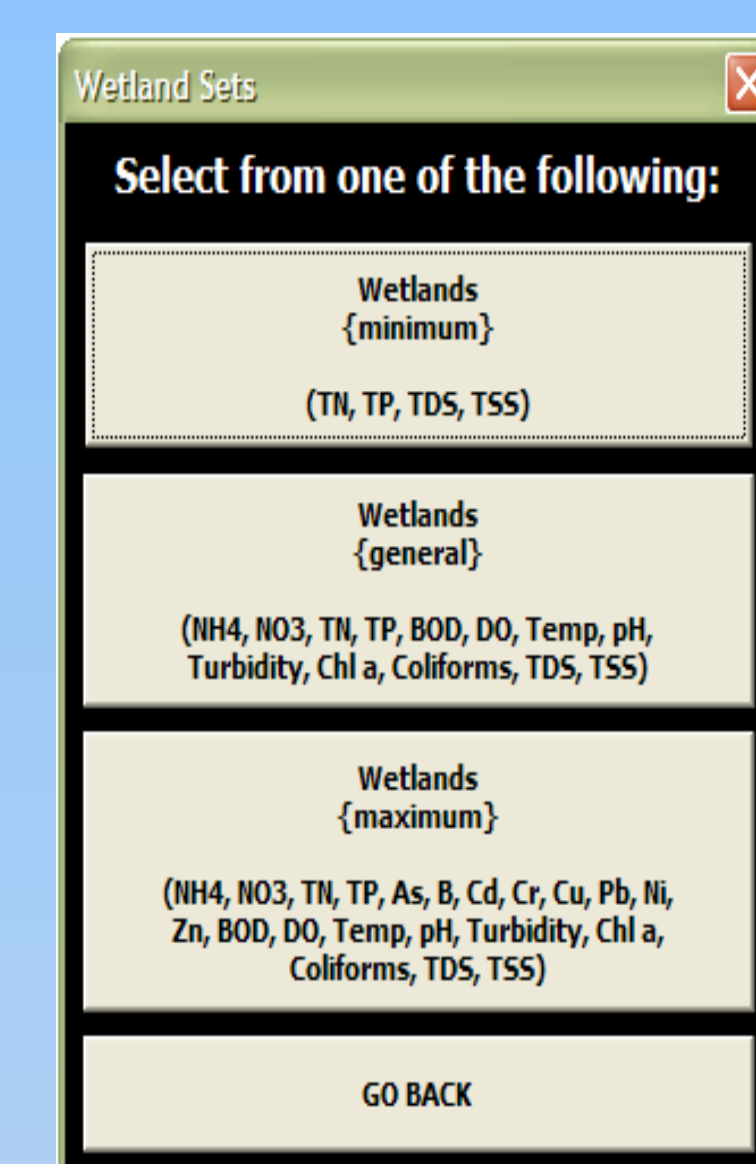 Wetland Sets
Select from one of the following:
Wetlands
{minimum}
(TN, TP, TDS, TSS)
Wetlands
{general}
(NH4, NO3, TN, TP, BOD, DO, Temp, pH,
Turbidity, Chl a, Coliforms, TDS, TSS)
Wetlands
{maximum}
(NH4, NO3, TN, TP, As, B, Cd, Cr, Cu, Pb, Ni,
Zn, BOD, DO, Temp, pH, Turbidity, Chl a,
Coliforms, TDS, TSS)
GO BACK